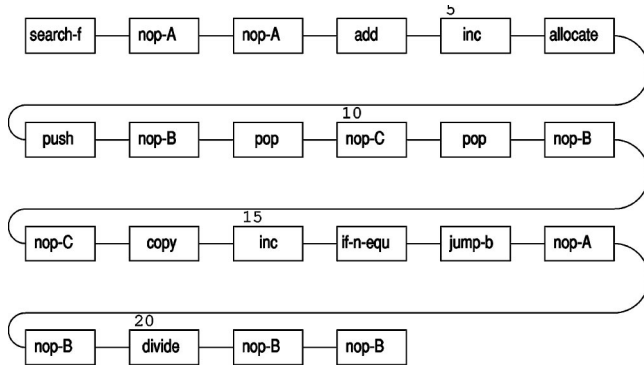 5
search-f nop-A nop-A add inc allocate
10
push nop-B pop nop-C pop nop-B
15
nop-C copy inc if-n-equ jump-b nop-A
20
nop-B divide nop-B nop-B